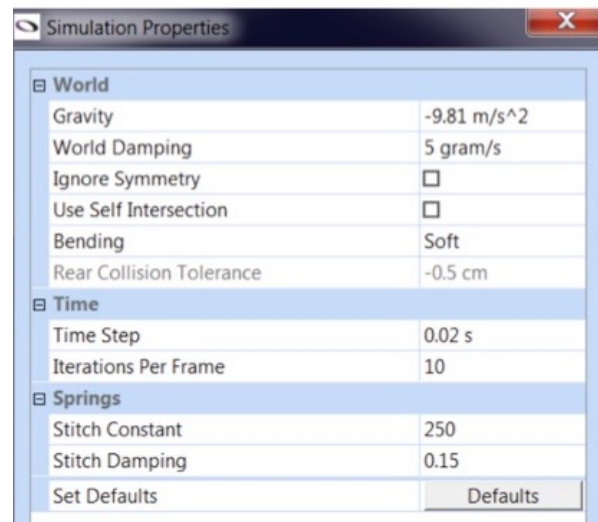 Simulation Properties
World
Gravity -9.81 m/s^2
World Damping 5 gram/s
Ignore Symmetry
Use Self Intersection
Bending Soft
Rear Collision Tolerance -0.5 cm
Time
Time Step 0.02 s
Iterations Per Frame 10
Springs
Stitch Constant 250
Stitch Damping 0.15
Set Defaults Defaults